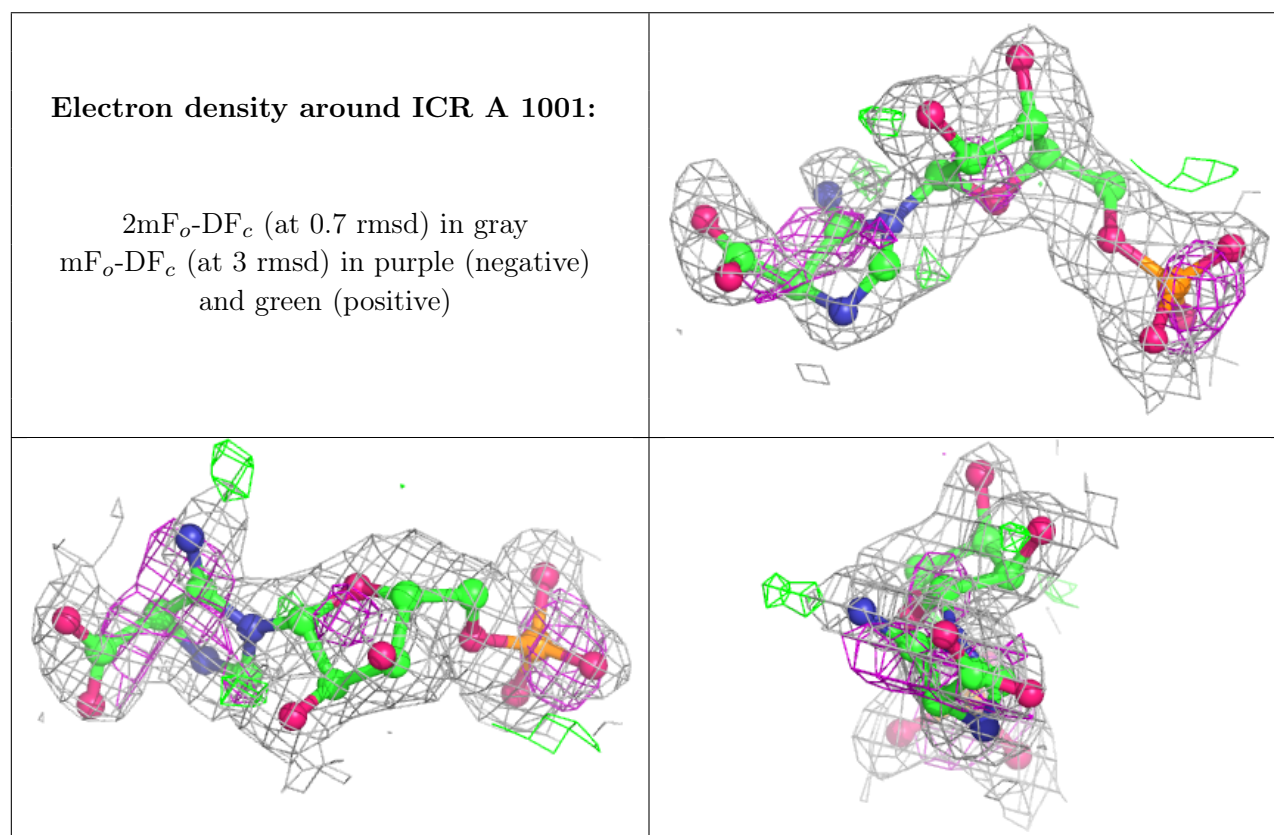 Electron density around ICR A 1001:
2mFo-DFc (at 0.7 rmsd) in gray
mFo-DFc (at 3 rmsd) in purple (negative)
and green (positive)